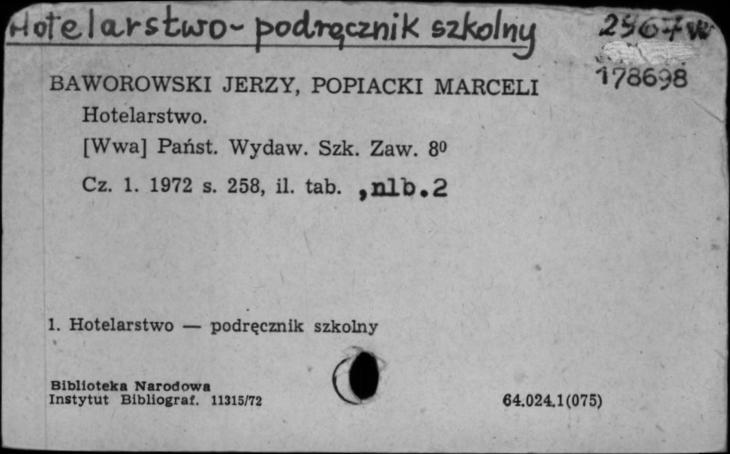 Hotelarstwo- podręcznik szkolny
2967W
178698
BAWOROWSKI JERZY, POPIACKI MARCELI
Hotelarstwo.
[Wwa] Państ. Wydaw. Szk. Zaw. 8⁰
Cz. 1. 1972 s. 258, il. tab. ,nlb.2
1. Hotelarstwo — podręcznik szkolny
Biblioteka Narodowa
Instytut Bibliograf. 11315/72
64.024.1(075)